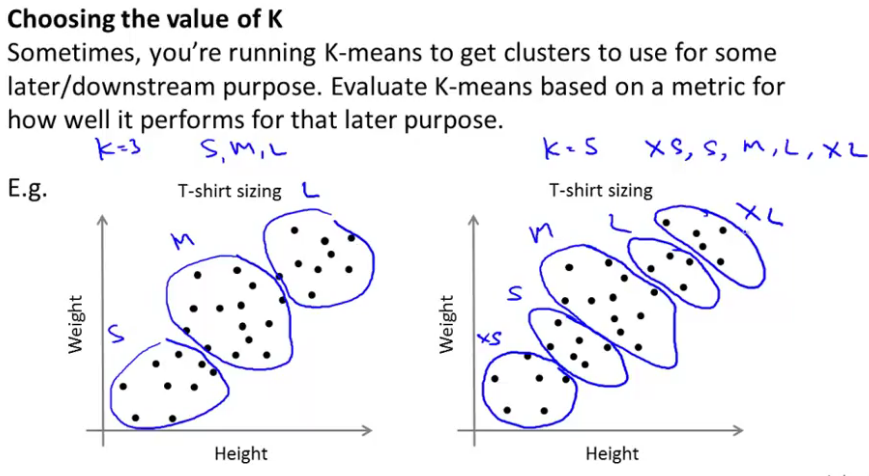 Choosing the value of K
Sometimes, you're running K-means to get clusters to use for some
later/downstream purpose. Evaluate K-means based on a metric for
how well it performs for that later purpose.
K=3 S, M, L
K=5 XS, S, M, L, XL
E.g.
T-shirt sizing L
M
S
Weight
Height
T-shirt sizing
XL
L
M
S
XS
Weight
Height